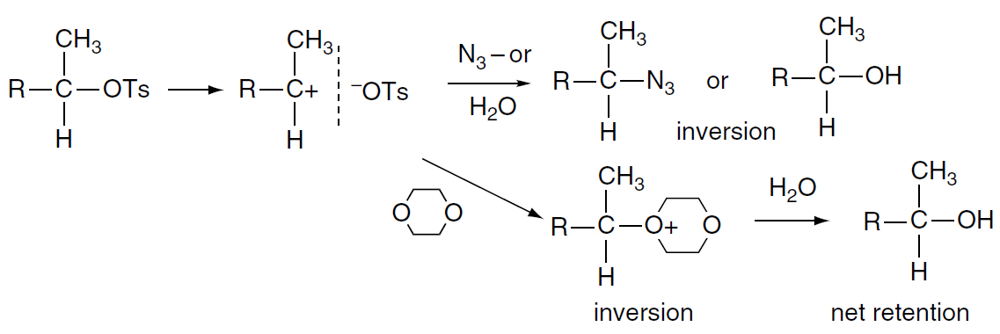 CH3
R—C—OTs
H
CH3
R—C+
H
–OTs
N3– or
H2O
CH3
R—C—N3
H
or
CH3
R—C—OH
H
inversion
O O
CH3
R—C—O+ O
H
inversion
H2O
CH3
R—C—OH
H
net retention